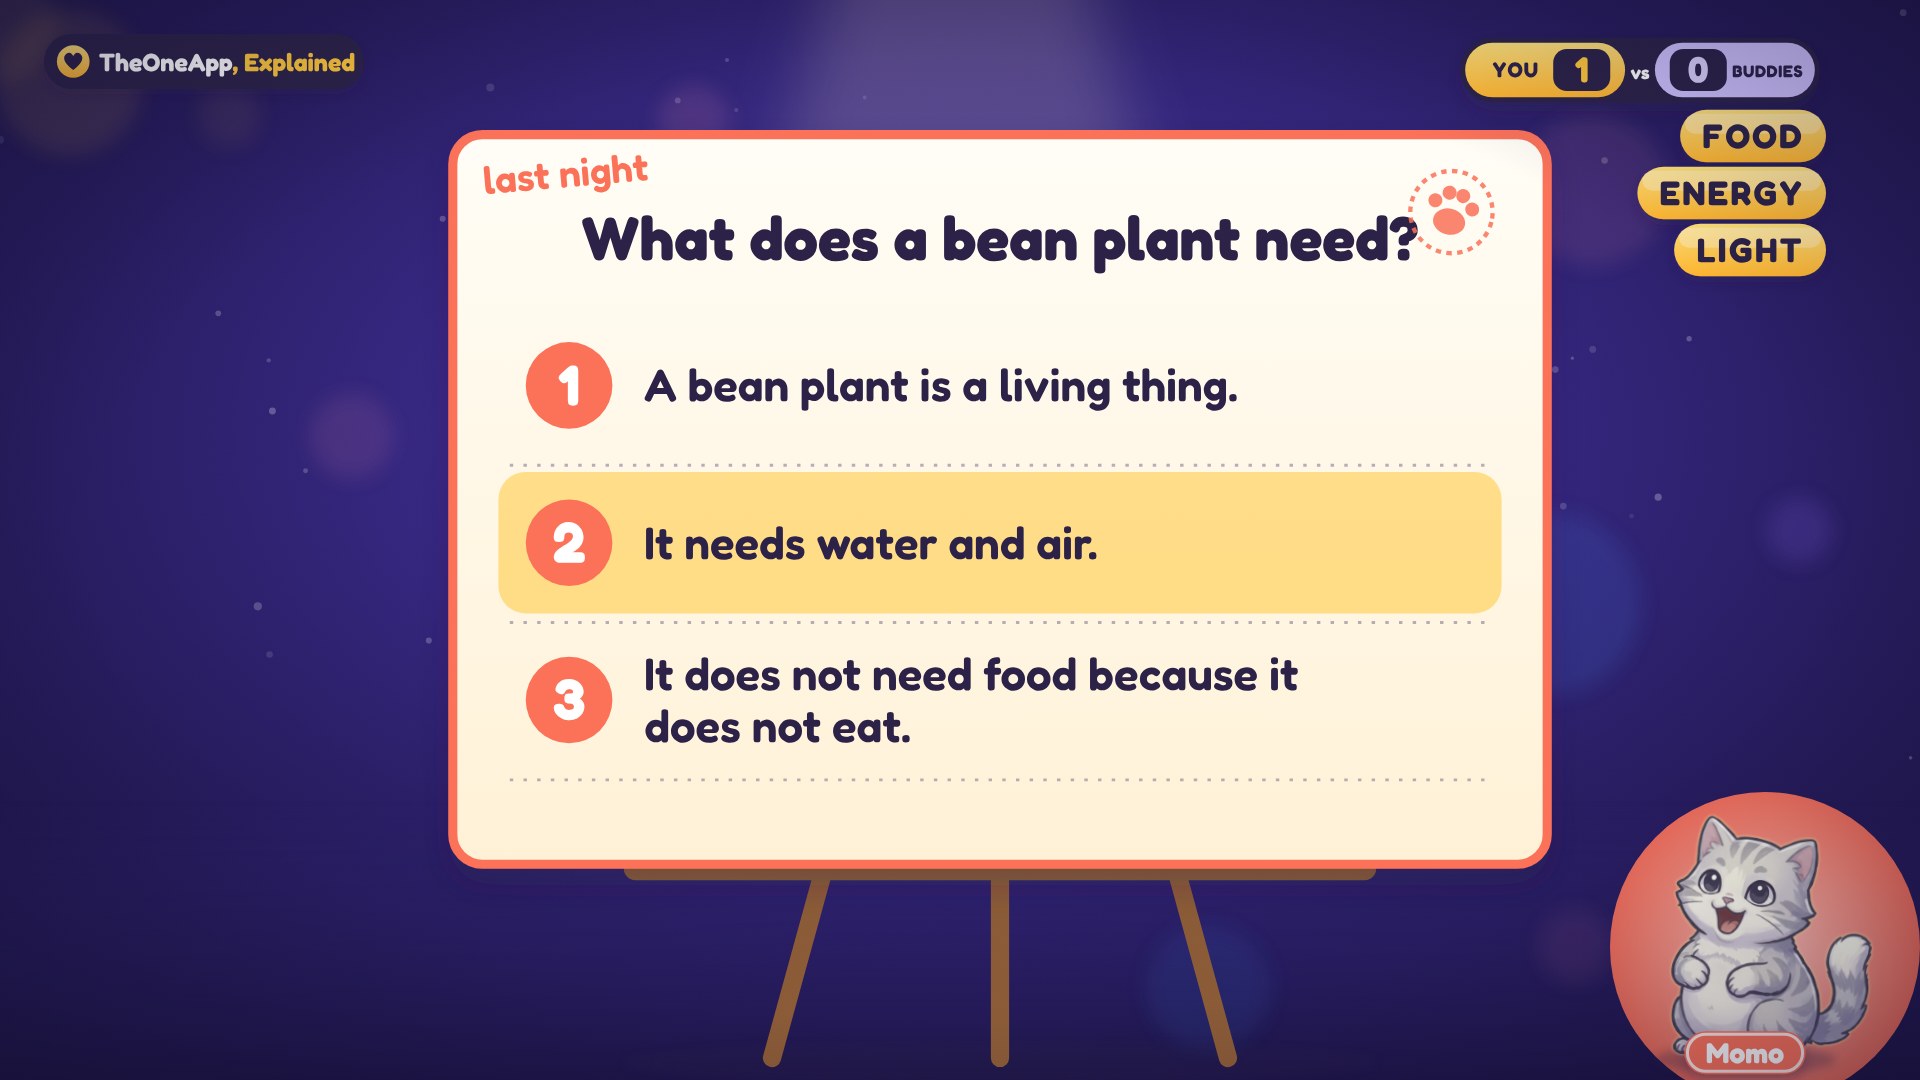 TheOneApp, Explained
YOU 1 vs 0 BUDDIES
FOOD
ENERGY
LIGHT
last night
What does a bean plant need?
1 A bean plant is a living thing.
2 It needs water and air.
3 It does not need food because it
does not eat.
Momo